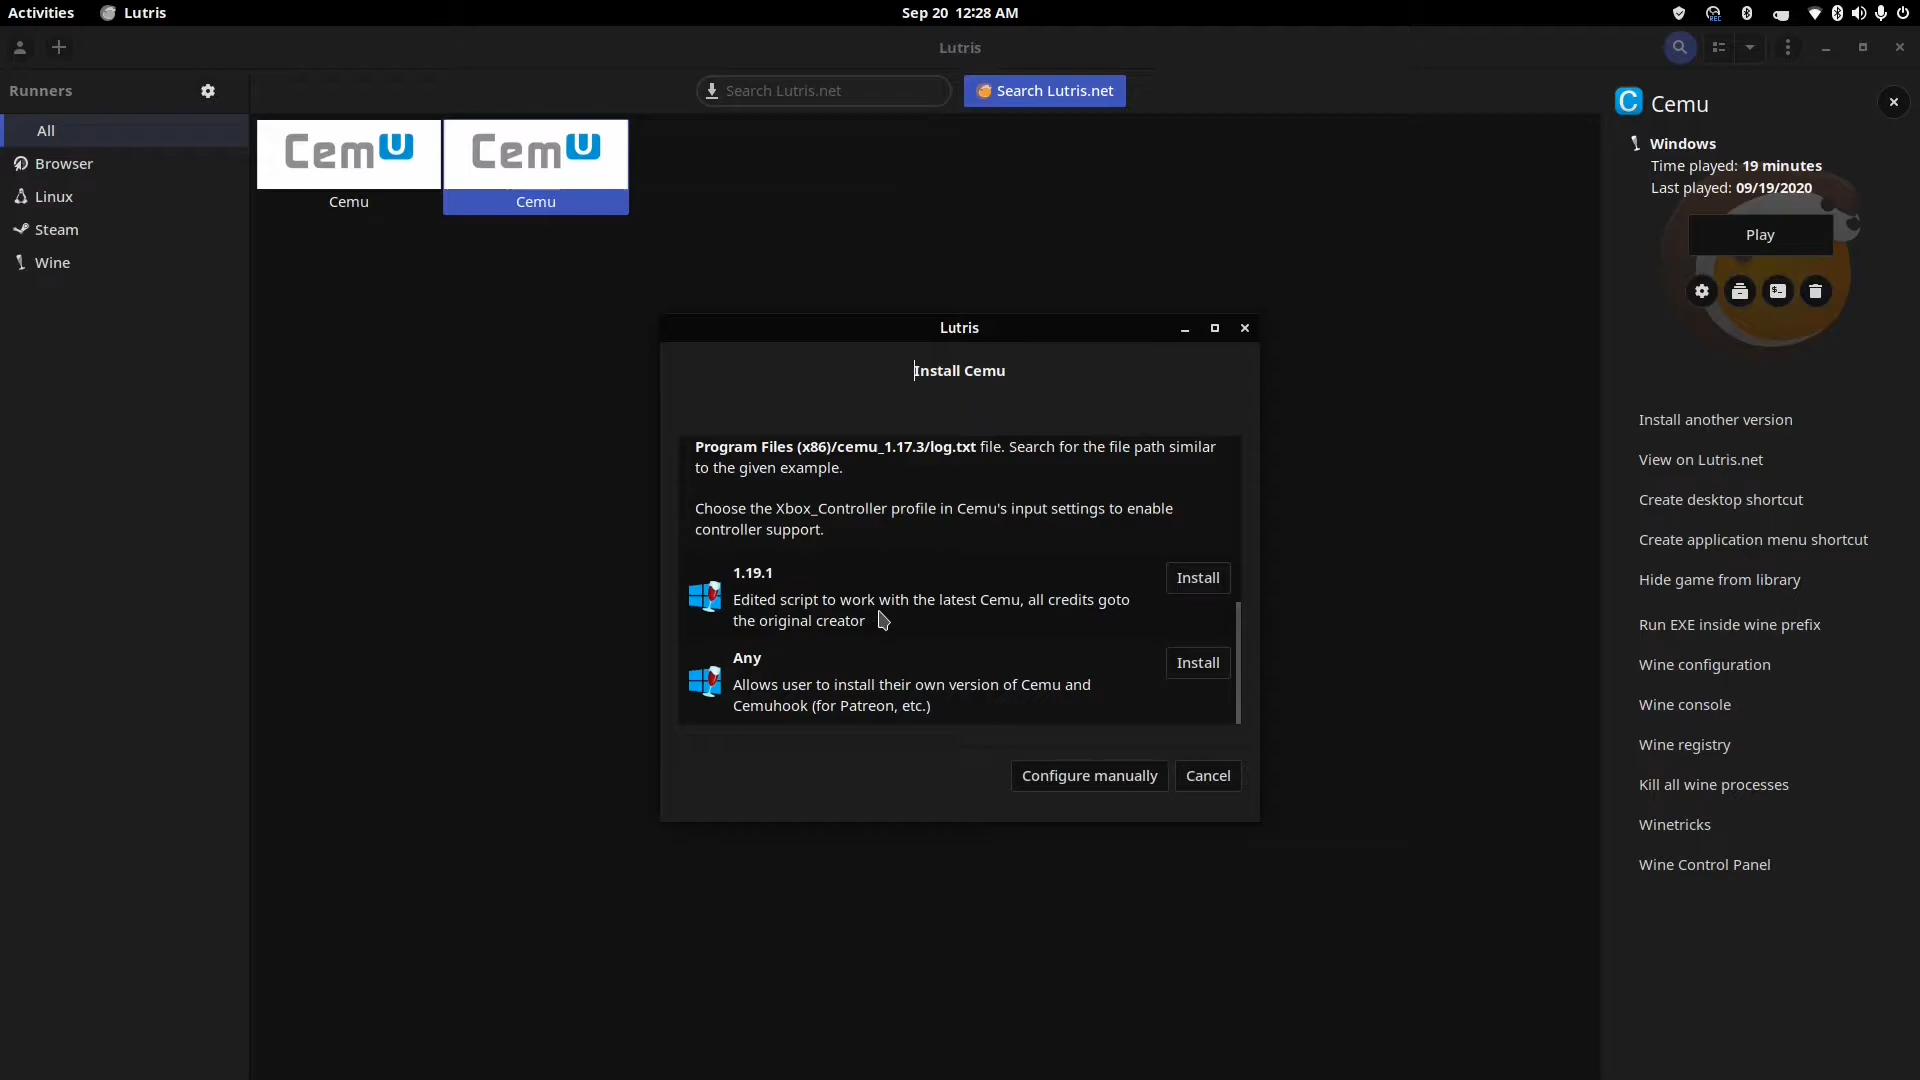 Activities
Lutris
Sep 20 12:28 AM
REC
Lutris
Runners
Search Lutris.net
Search Lutris.net
All
Browser
Linux
Steam
Wine
Cemu
Cemu
Cemu
Cemu
Lutris
Install Cemu
Program Files (x86)/cemu_1.17.3/log.txt file. Search for the file path similar
to the given example.
Choose the Xbox_Controller profile in Cemu's input settings to enable
controller support.
1.19.1
Install
Edited script to work with the latest Cemu, all credits goto
the original creator
Any
Install
Allows user to install their own version of Cemu and
Cemuhook (for Patreon, etc.)
Configure manually
Cancel
C
Cemu
Windows
Time played: 19 minutes
Last played: 09/19/2020
Play
$_
Install another version
View on Lutris.net
Create desktop shortcut
Create application menu shortcut
Hide game from library
Run EXE inside wine prefix
Wine configuration
Wine console
Wine registry
Kill all wine processes
Winetricks
Wine Control Panel